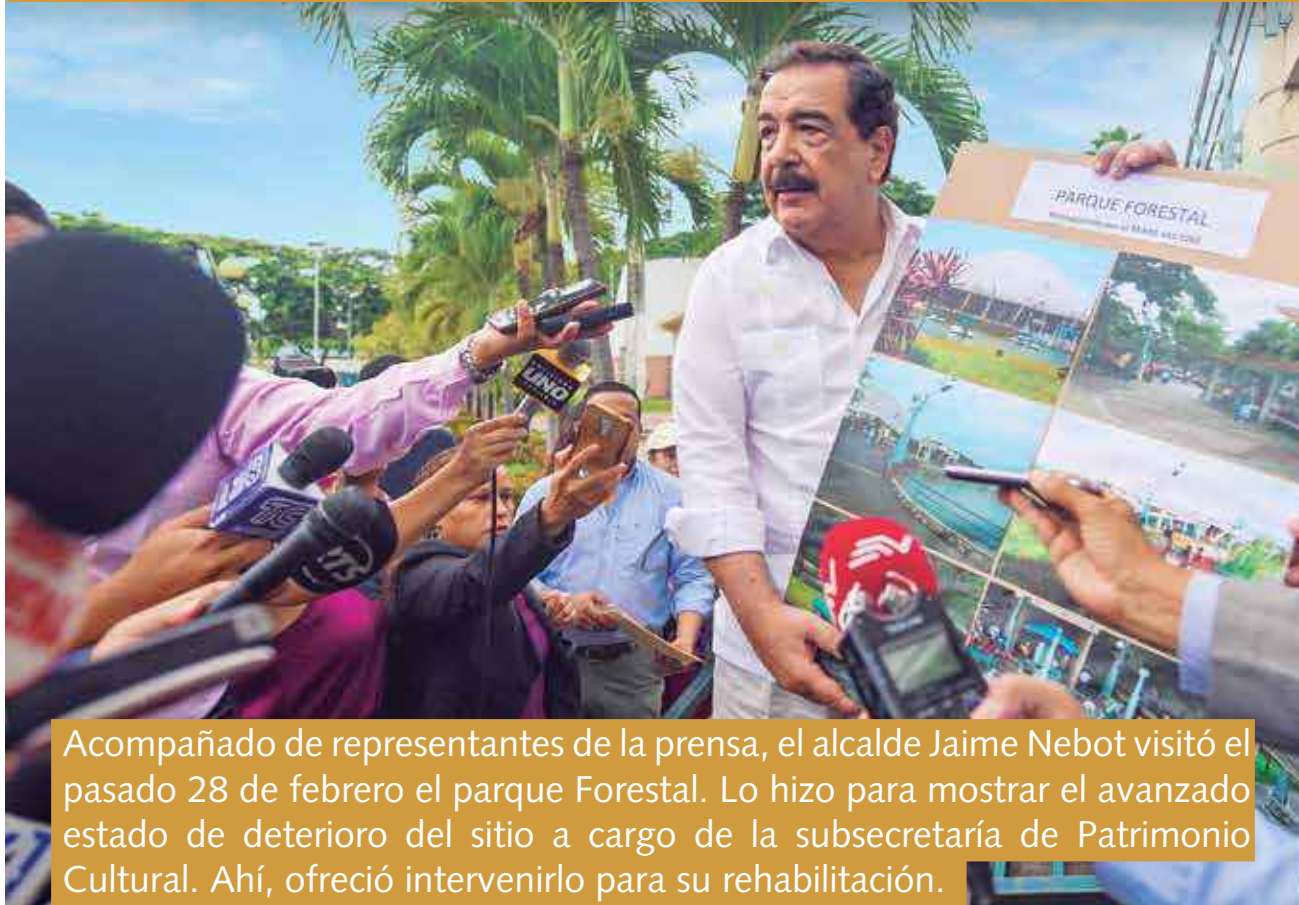 PARQUE FORESTAL
UNO
TC
RTS
Acompañado de representantes de la prensa, el alcalde Jaime Nebot visitó el
pasado 28 de febrero el parque Forestal. Lo hizo para mostrar el avanzado
estado de deterioro del sitio a cargo de la subsecretaría de Patrimonio
Cultural. Ahí, ofreció intervenirlo para su rehabilitación.